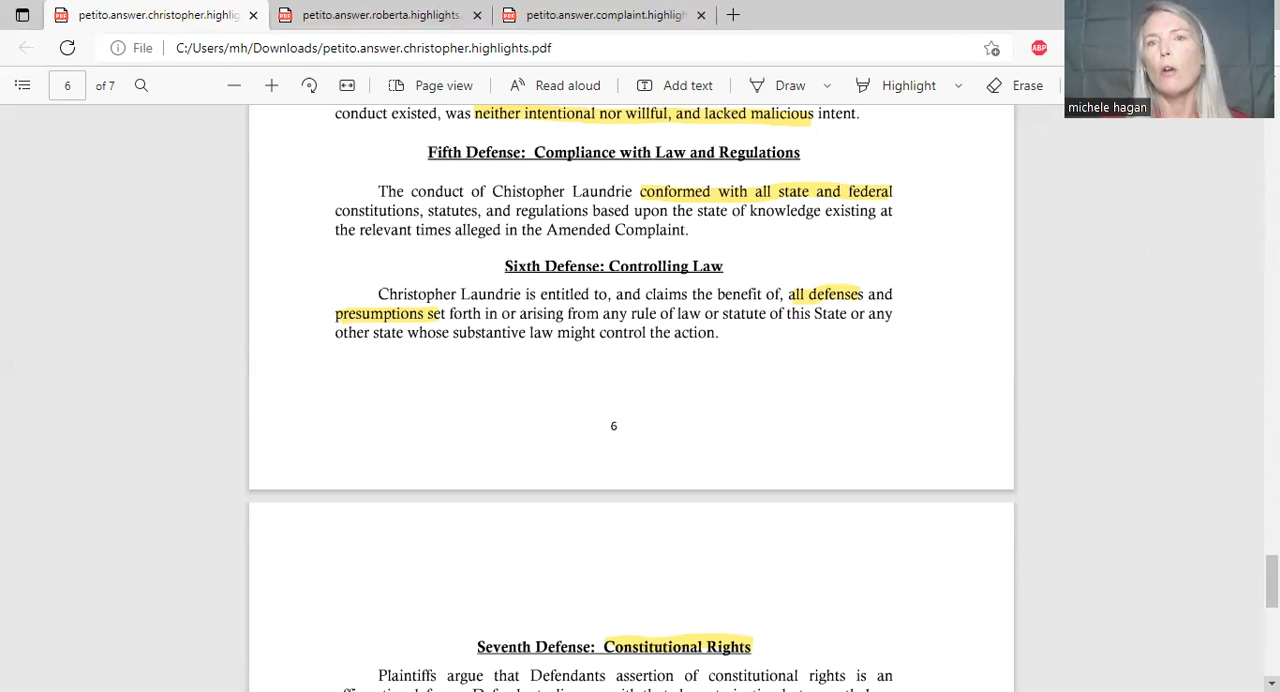 petito.answer.christopher.highlig
petito.answer.roberta.highlights.
petito.answer.complaint.highligh
File C:/Users/mh/Downloads/petito.answer.christopher.highlights.pdf
ABP
6 of 7
Page view
Read aloud
Add text
Draw
Highlight
Erase
michele hagan
conduct existed, was neither intentional nor willful, and lacked malicious intent.
Fifth Defense: Compliance with Law and Regulations
The conduct of Chistopher Laundrie conformed with all state and federal
constitutions, statutes, and regulations based upon the state of knowledge existing at
the relevant times alleged in the Amended Complaint.
Sixth Defense: Controlling Law
Christopher Laundrie is entitled to, and claims the benefit of, all defenses and
presumptions set forth in or arising from any rule of law or statute of this State or any
other state whose substantive law might control the action.
6
Seventh Defense: Constitutional Rights
Plaintiffs argue that Defendants assertion of constitutional rights is an